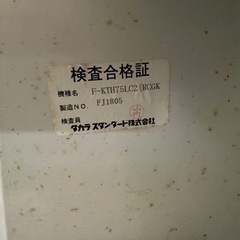 検査合格証
機種名 F-KTH75LC2(RCGK
製造NO. FJ1805
検査員
タカラスタンダード株式会社